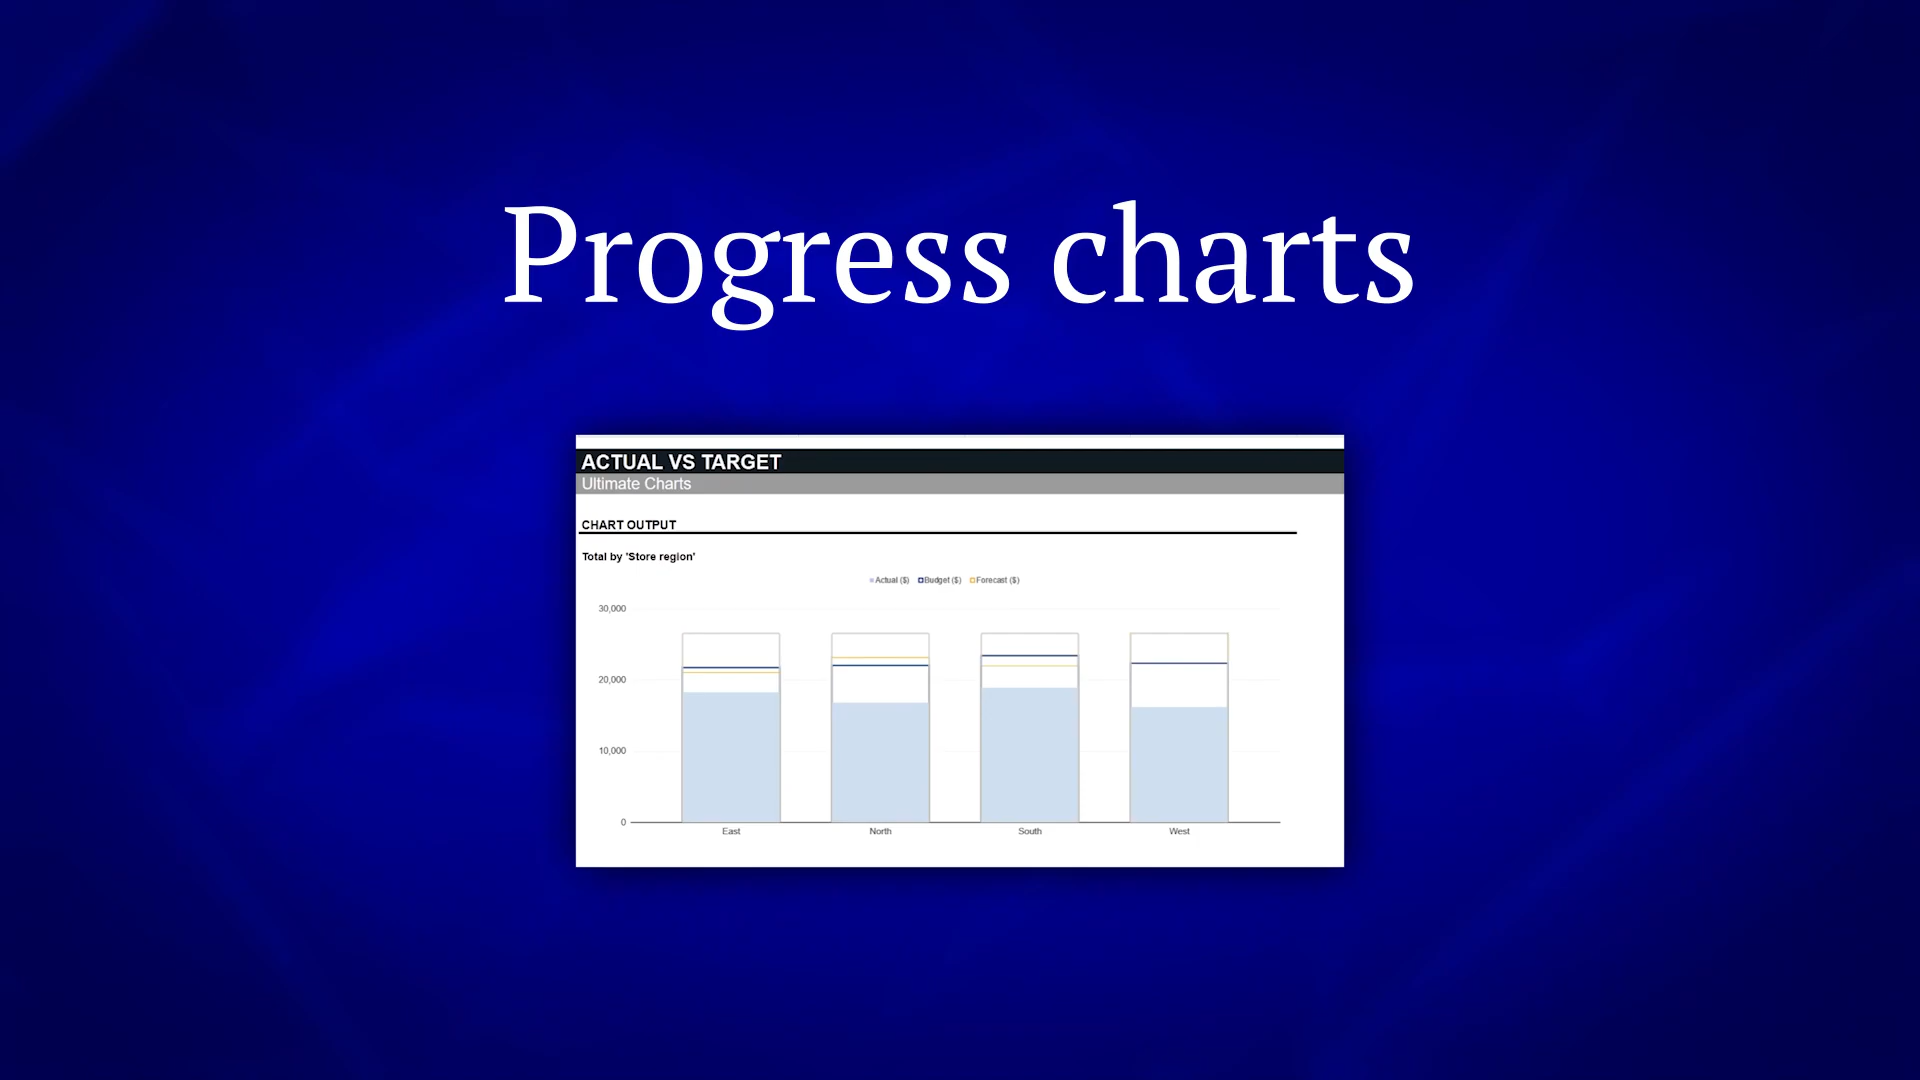 Progress charts
ACTUAL VS TARGET
Ultimate Charts
CHART OUTPUT
Total by 'Store region'
Actual ($) Budget ($) Forecast ($)
30,000
20,000
10,000
0
East North South West